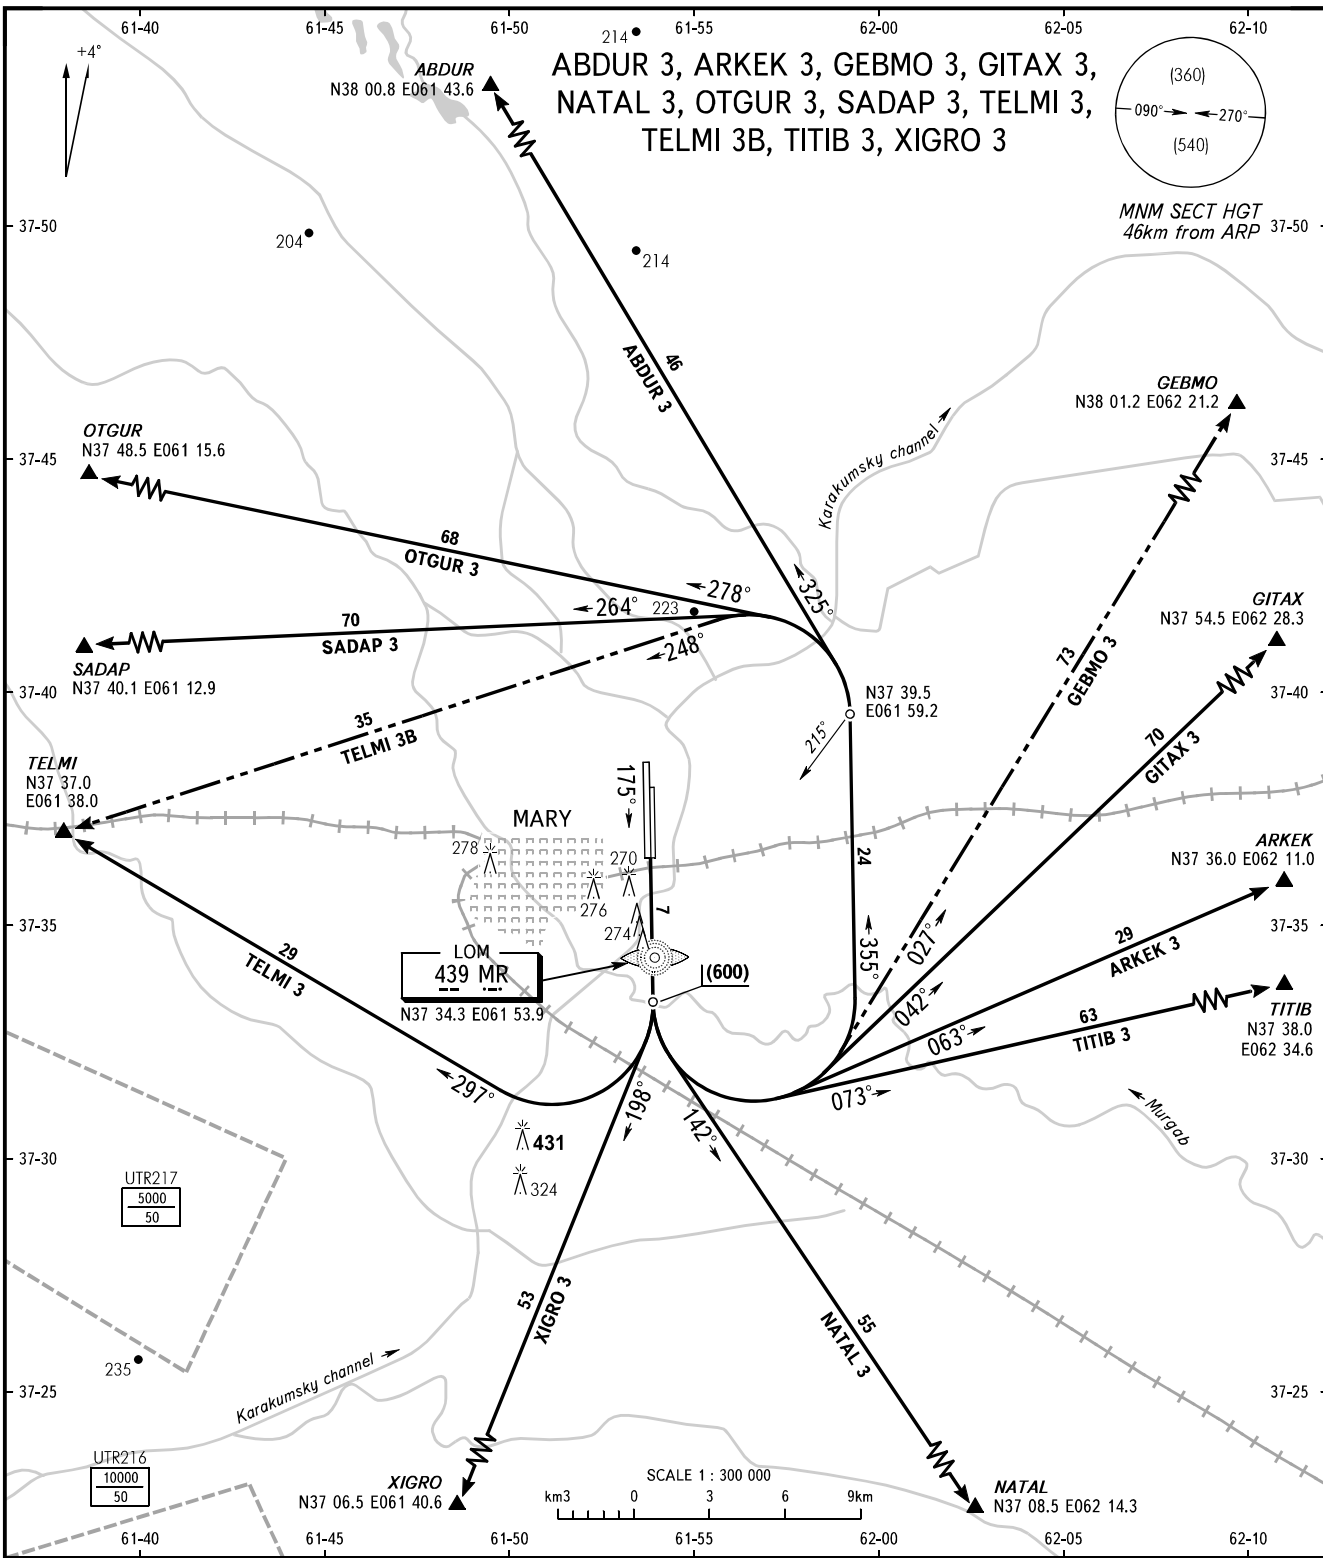 61-40
61-45
61-50
61-55
62-00
62-05
62-10
+4°
214
ABDUR
N38 00.8 E061 43.6
ABDUR 3, ARKEK 3, GEBMO 3, GITAX 3,
NATAL 3, OTGUR 3, SADAP 3, TELMI 3,
TELMI 3B, TITIB 3, XIGRO 3
(360)
090°
270°
(540)
MNM SECT HGT
46km from ARP
37-50
37-50
204
214
46
ABDUR 3
GEBMO
N38 01.2 E062 21.2
OTGUR
N37 48.5 E061 15.6
37-45
37-45
Karakumsky channel
68
OTGUR 3
278°
325°
264°
223
70
SADAP 3
248°
GITAX
N37 54.5 E062 28.3
73
GEBMO 3
SADAP
N37 40.1 E061 12.9
37-40
37-40
N37 39.5
E061 59.2
215°
35
TELMI 3B
70
GITAX 3
TELMI
N37 37.0
E061 38.0
175°
MARY
278
270
276
274
7
24
ARKEK
N37 36.0 E062 11.0
37-35
37-35
LOM
439 MR
N37 34.3 E061 53.9
(600)
355°
027°
042°
063°
073°
29
ARKEK 3
63
TITIB 3
TITIB
N37 38.0
E062 34.6
29
TELMI 3
297°
198°
142°
Murgab
431
324
37-30
37-30
UTR217
5000
50
53
XIGRO 3
55
NATAL 3
235
37-25
37-25
Karakumsky channel
UTR216
10000
50
XIGRO
N37 06.5 E061 40.6
SCALE 1 : 300 000
km3
0
3
6
9km
NATAL
N37 08.5 E062 14.3
61-40
61-45
61-50
61-55
62-00
62-05
62-10